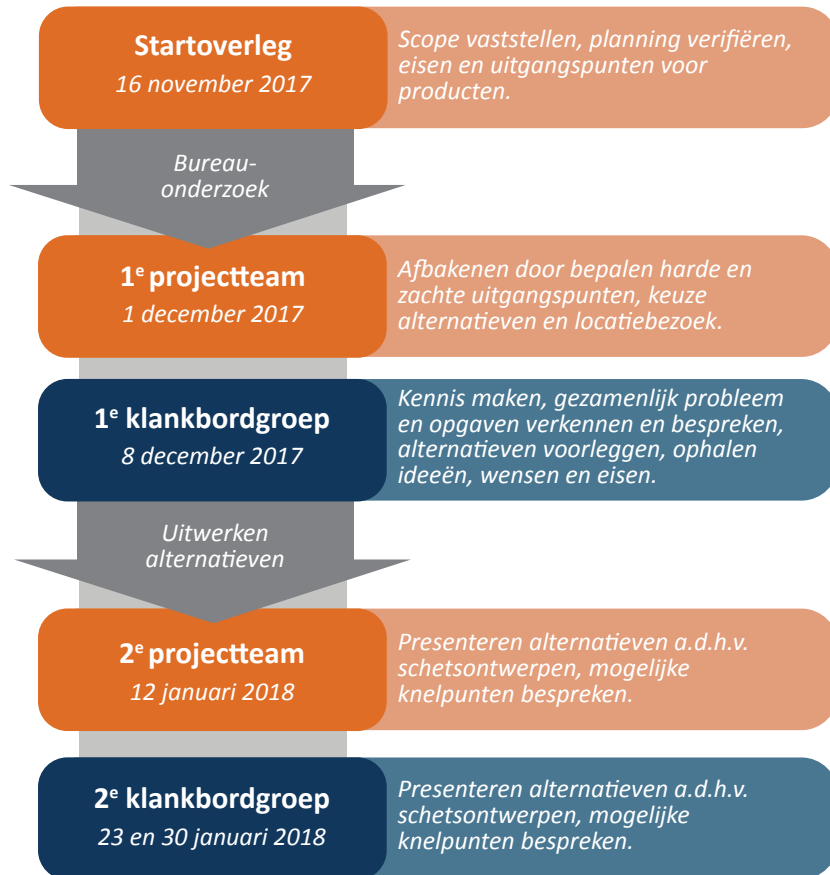 Startoverleg
16 november 2017
Scope vaststellen, planning verifiëren,
eisen en uitgangspunten voor
producten.
Bureau-
onderzoek
1e projectteam
1 december 2017
Afbakenen door bepalen harde en
zachte uitgangspunten, keuze
alternatieven en locatiebezoek.
1e klankbordgroep
8 december 2017
Kennis maken, gezamenlijk probleem
en opgaven verkennen en bespreken,
alternatieven voorleggen, ophalen
ideeën, wensen en eisen.
Uitwerken
alternatieven
2e projectteam
12 januari 2018
Presenteren alternatieven a.d.h.v.
schetsontwerpen, mogelijke
knelpunten bespreken.
2e klankbordgroep
23 en 30 januari 2018
Presenteren alternatieven a.d.h.v.
schetsontwerpen, mogelijke
knelpunten bespreken.